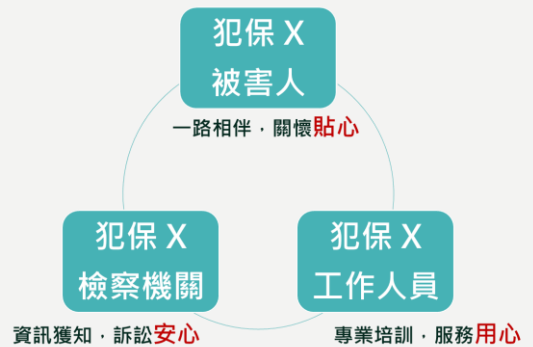 犯保 X
被害人
一路相伴．關懷貼心
犯保 X
檢察機關
資訊獲知．訴訟安心
犯保 X
工作人員
專業培訓．服務用心